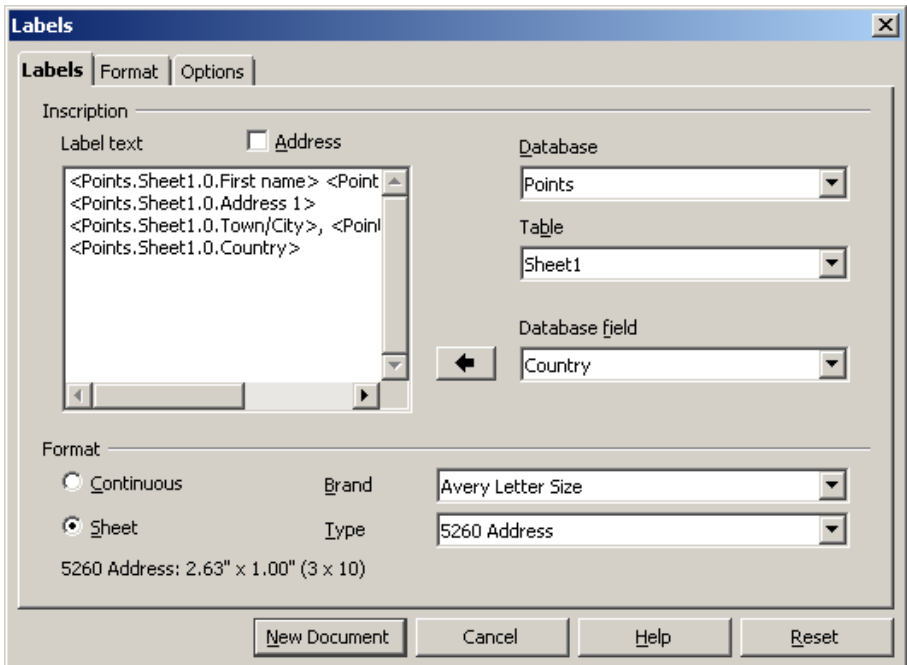 Labels
Labels Format Options
Inscription
Label text Address
<Points.Sheet1.0.First name> <Point
<Points.Sheet1.0.Address 1>
<Points.Sheet1.0.Town/City>, <Poin
<Points.Sheet1.0.Country>
Database
Points
Table
Sheet1
Database field
Country
Format
Continuous
Brand
Avery Letter Size
Sheet
Type
5260 Address
5260 Address: 2.63" x 1.00" (3 x 10)
New Document Cancel Help Reset